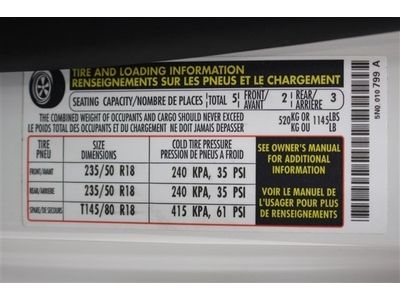 TIRE AND LOADING INFORMATION
RENSEIGNEMENTS SUR LES PNEUS ET LE CHARGEMENT
SEATING CAPACITY/NOMBRE DE PLACES TOTAL 5 FRONT/AVANT 2 REAR/ARRIÈRE 3
THE COMBINED WEIGHT OF OCCUPANTS AND CARGO SHOULD NEVER EXCEED 520 KG OR 1145 LBS
LE POIDS TOTAL DES OCCUPANTS ET DU CHARGEMENT NE DOIT JAMAIS DÉPASSER KG OU LB
TIRE PNEU SIZE DIMENSIONS COLD TIRE PRESSURE PRESSION DE PNEUS A FROID
FRONT/AVANT 235/50 R18 240 KPA, 35 PSI
REAR/ARRIERE 235/50 R18 240 KPA, 35 PSI
SPARE/DE SECOURS T145/80 R18 415 KPA, 61 PSI
SEE OWNER'S MANUAL
FOR ADDITIONAL
INFORMATION
VOIR LE MANUEL DE
L'USAGER POUR PLUS
DE RENSEIGNEMENTS
5N0 010 799 A